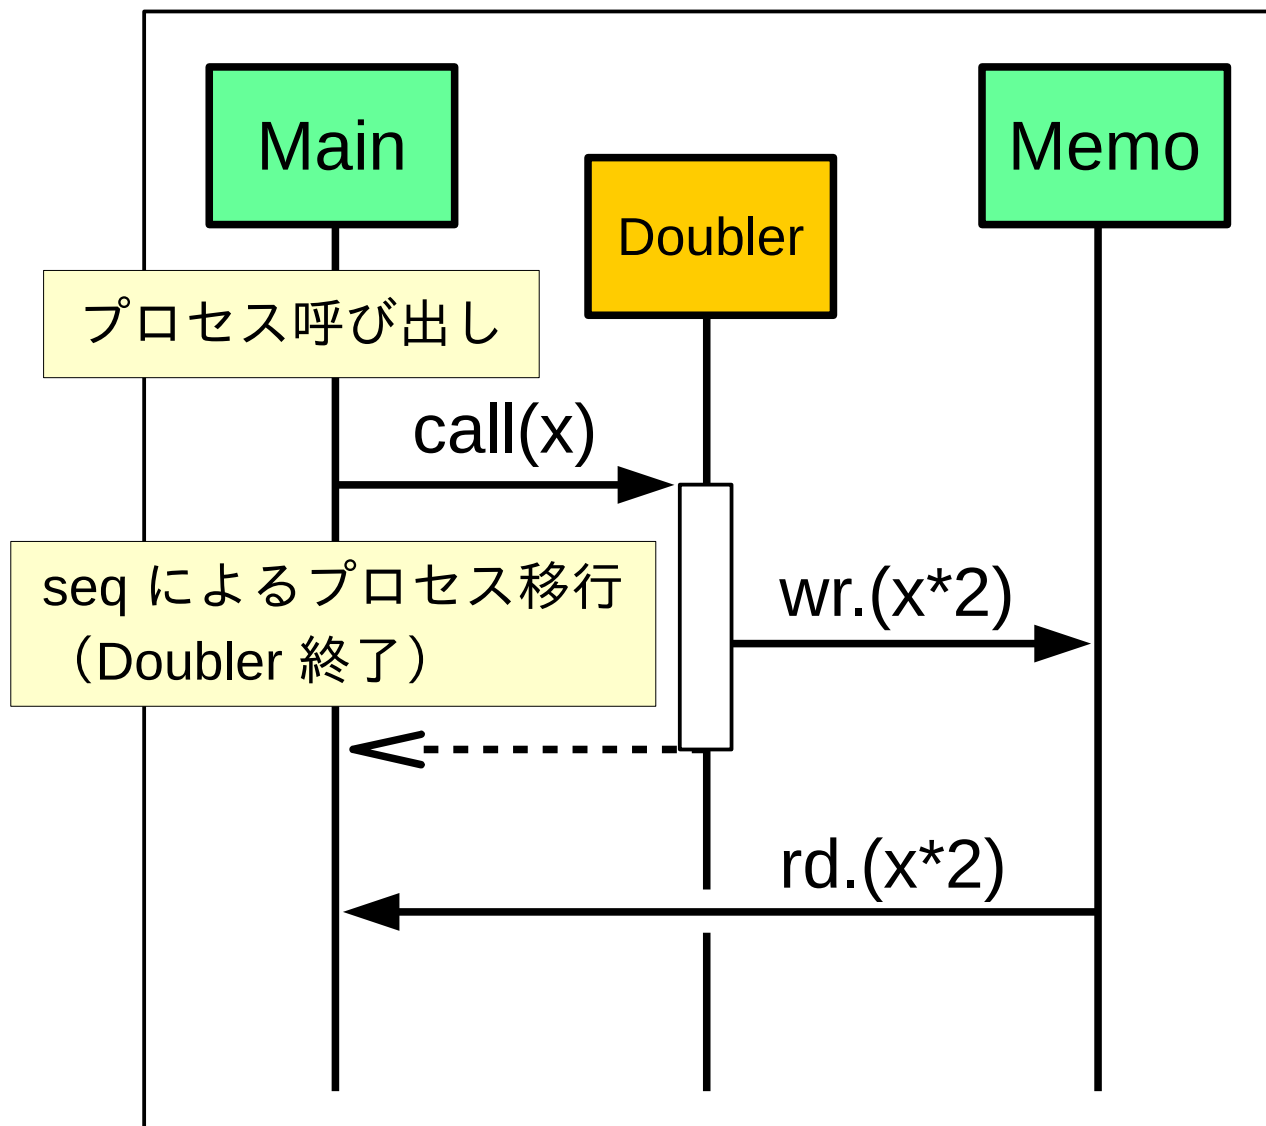 Main
Memo
Doubler
プロセス呼び出し
call(x)
seq によるプロセス移行
（Doubler 終了）
wr.(x*2)
rd.(x*2)